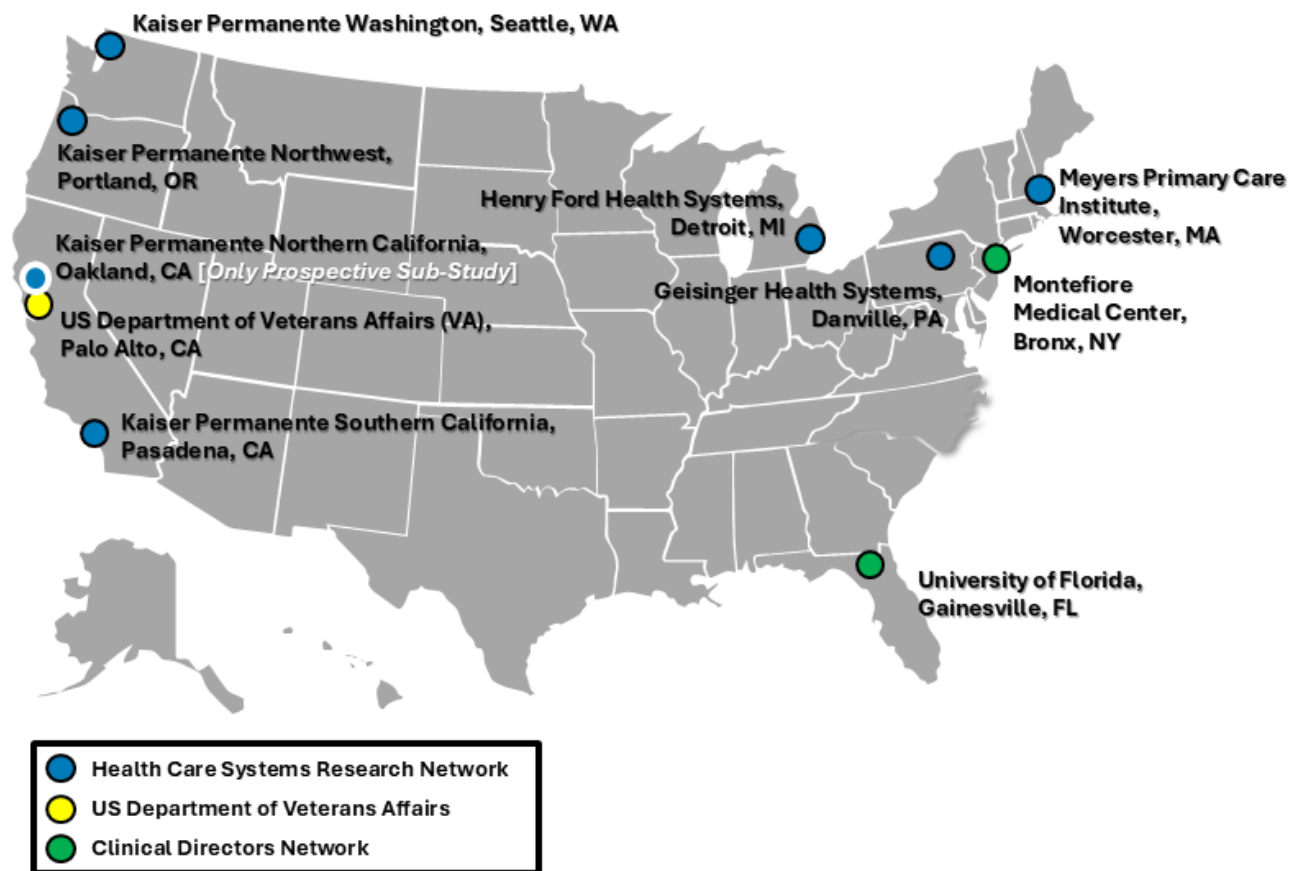 Kaiser Permanente Washington, Seattle, WA
Kaiser Permanente Northwest,
Portland, OR
Kaiser Permanente Northern California,
Oakland, CA [Only Prospective Sub-Study]
US Department of Veterans Affairs (VA),
Palo Alto, CA
Kaiser Permanente Southern California,
Pasadena, CA
Henry Ford Health Systems,
Detroit, MI
Geisinger Health Systems,
Danville, PA
Meyers Primary Care
Institute,
Worcester, MA
Montefiore
Medical Center,
Bronx, NY
University of Florida,
Gainesville, FL
Health Care Systems Research Network
US Department of Veterans Affairs
Clinical Directors Network